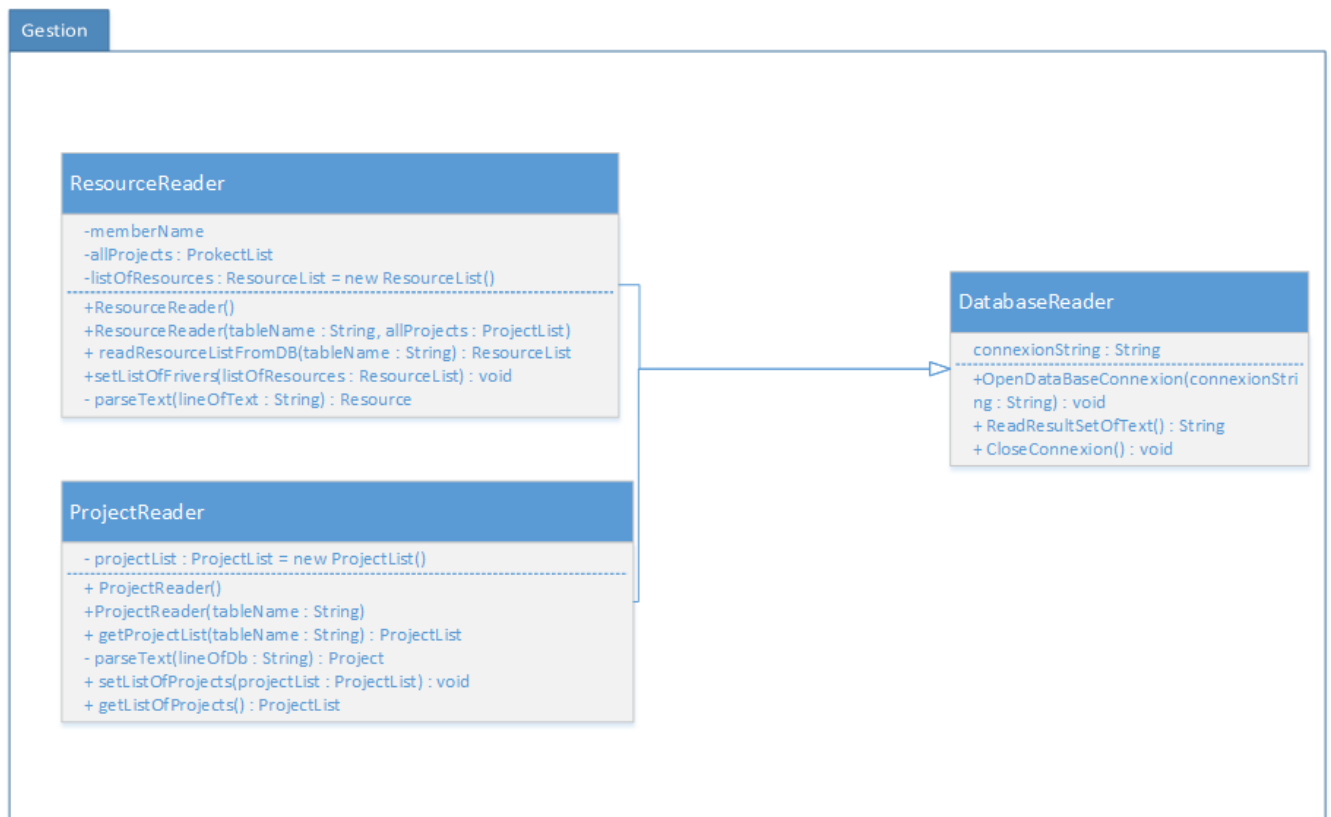 Gestion
ResourceReader
-memberName
-allProjects : ProkectList
-listOfResources : ResourceList = new ResourceList()
+ResourceReader()
+ResourceReader(tableName : String, allProjects : ProjectList)
+ readResourceListFromDB(tableName : String) : ResourceList
+setListOfFrivers(listOfResources : ResourceList) : void
- parseText(lineOfText : String) : Resource
DatabaseReader
connexionString : String
+OpenDataBaseConnexion(connexionStri
ng : String) : void
+ ReadResultSetOfText() : String
+ CloseConnexion() : void
ProjectReader
- projectList : ProjectList = new ProjectList()
+ ProjectReader()
+ProjectReader(tableName : String)
+ getProjectList(tableName : String) : ProjectList
- parseText(lineOfDb : String) : Project
+ setListOfProjects(projectList : ProjectList) : void
+ getListOfProjects() : ProjectList